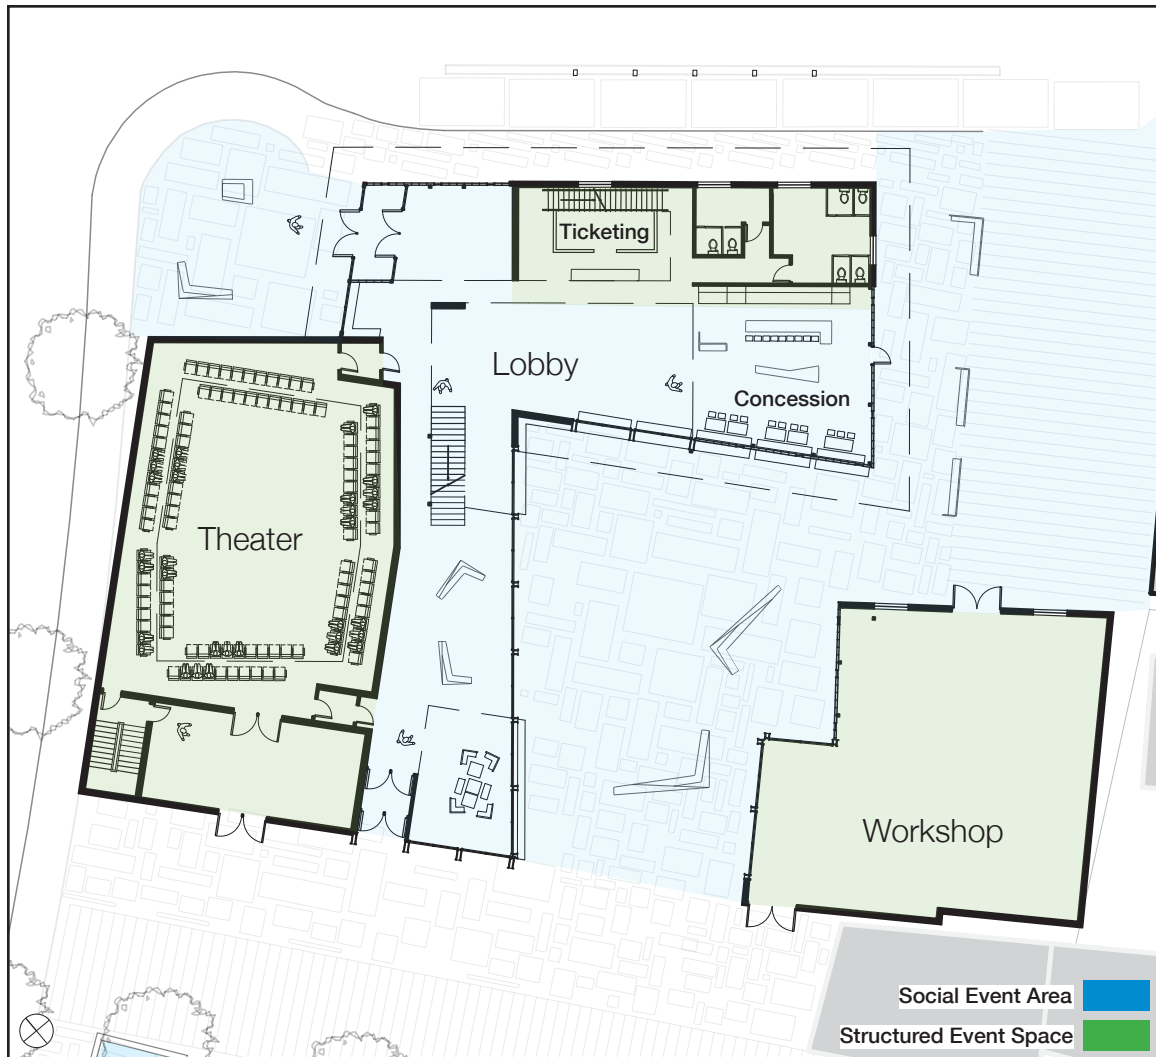 Ticketing
Lobby
Concession
Theater
Workshop
Social Event Area
Structured Event Space